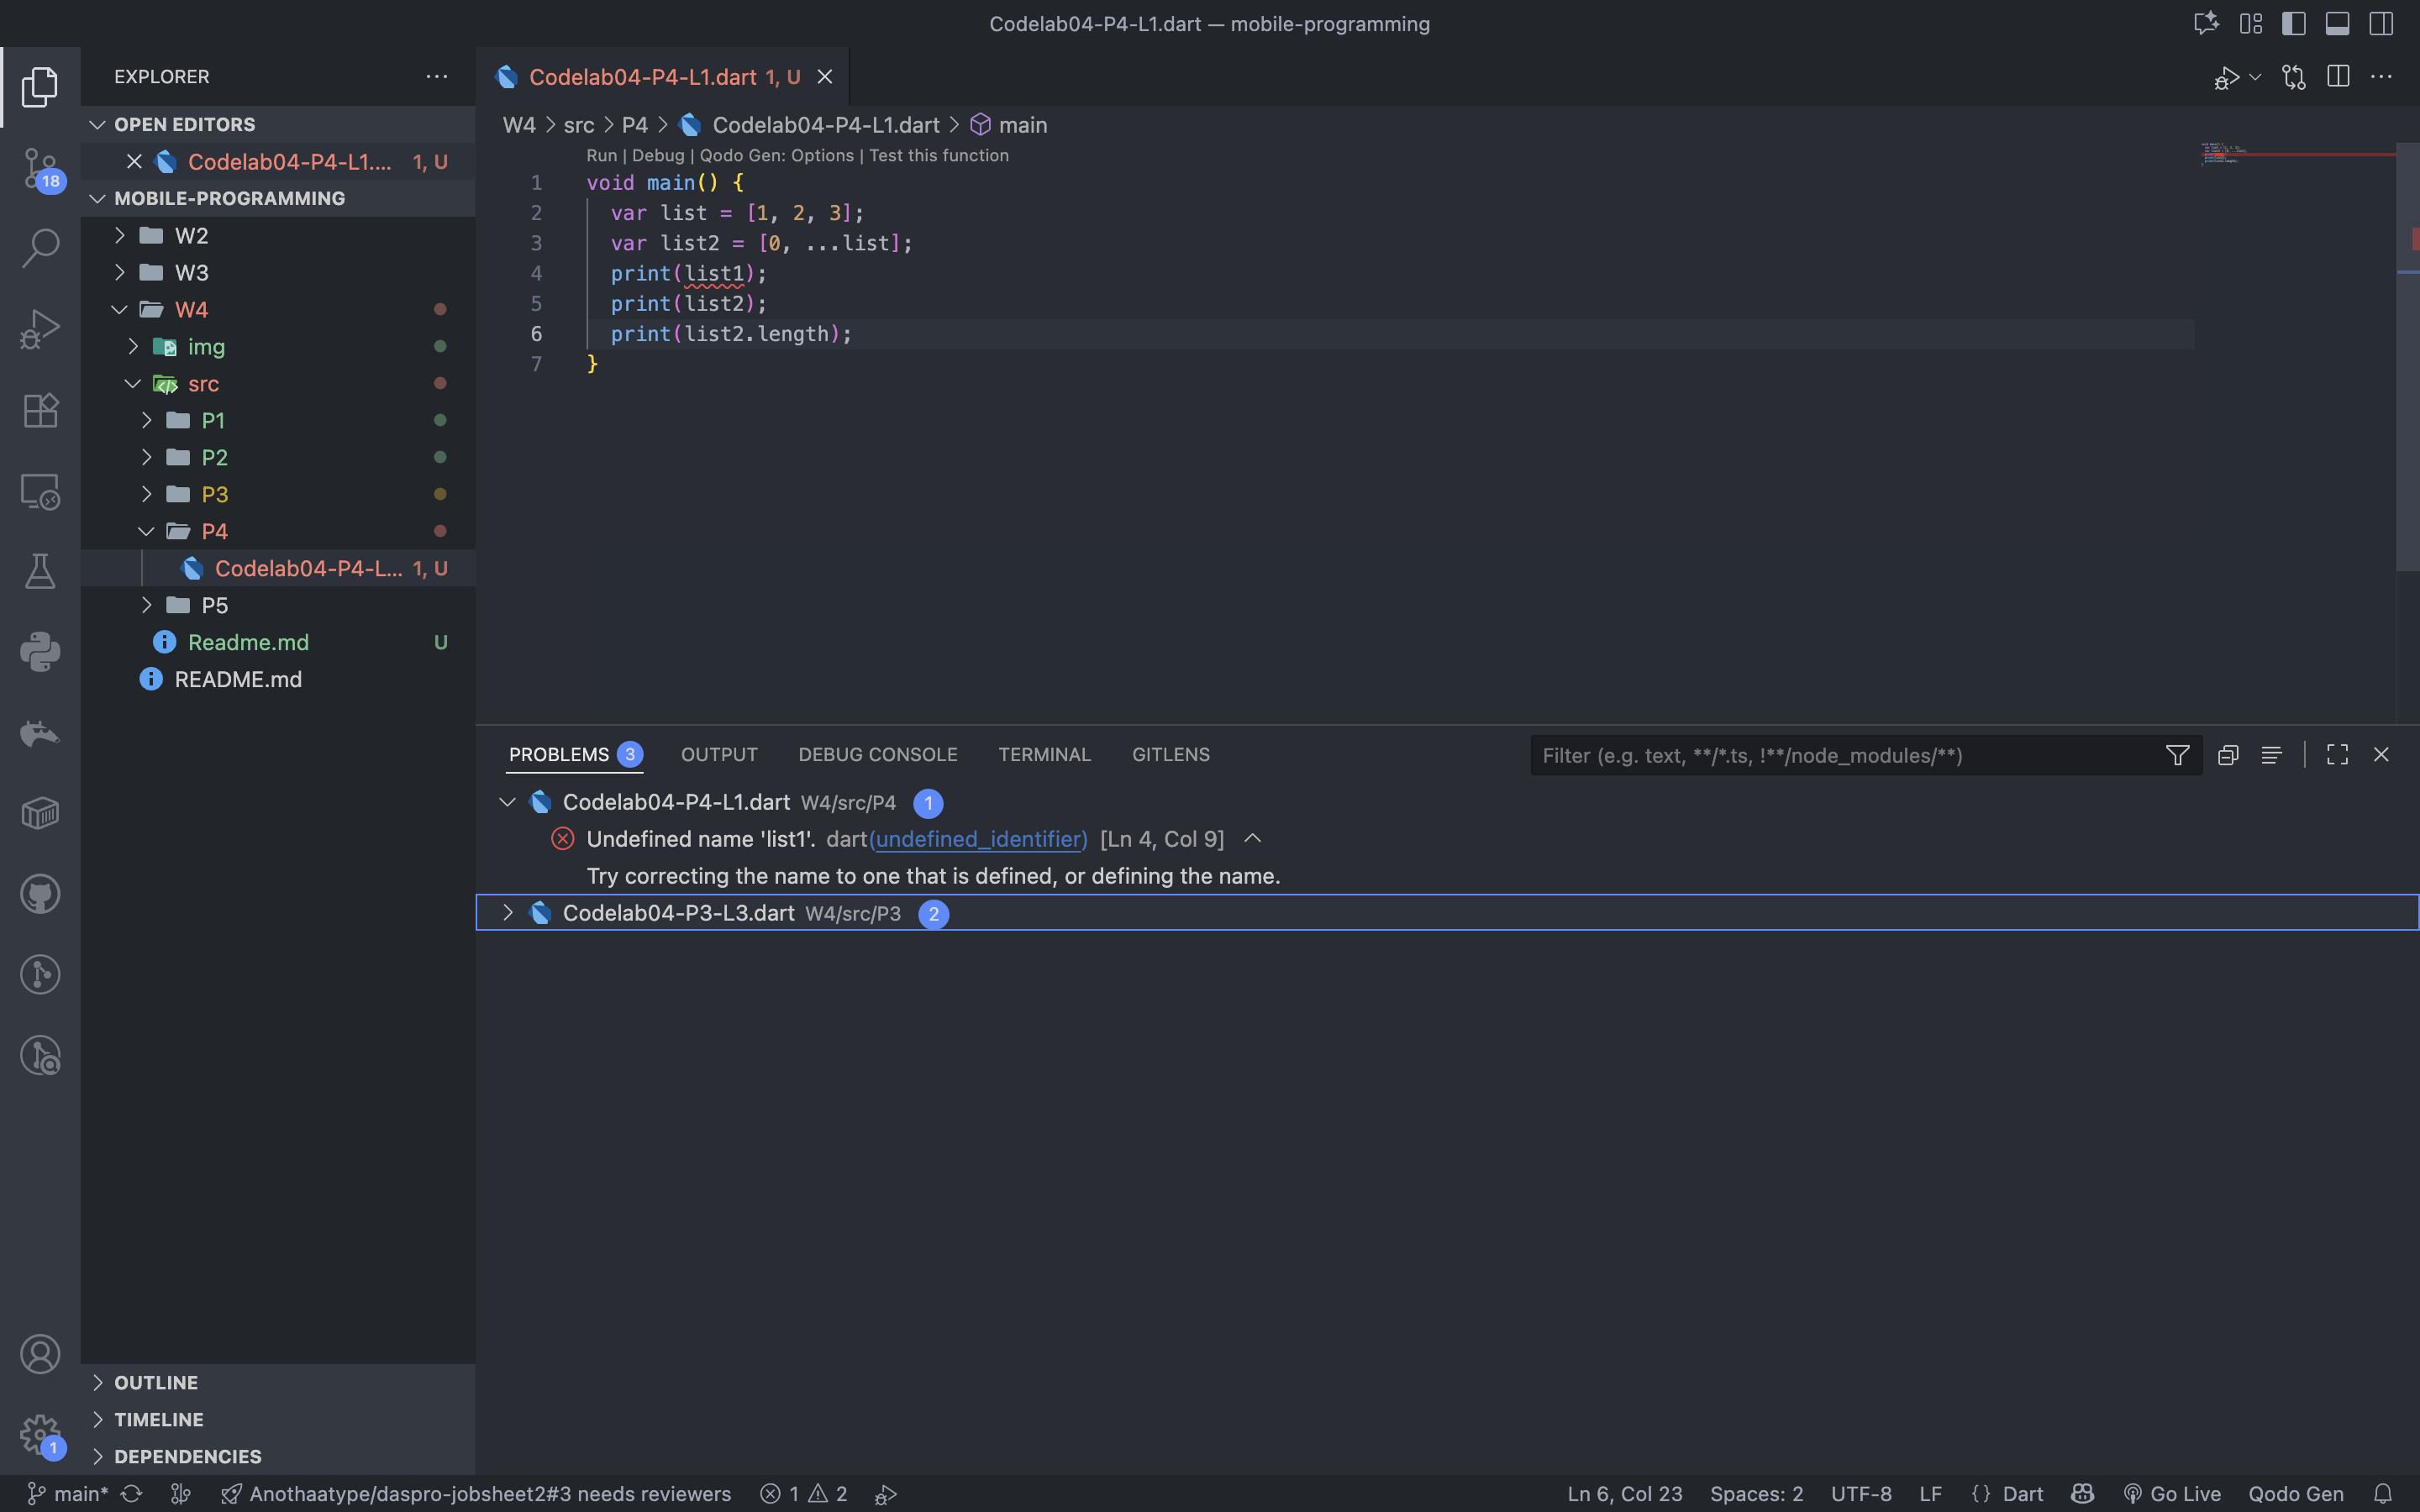 Codelab04-P4-L1.dart — mobile-programming
EXPLORER
OPEN EDITORS
Codelab04-P4-L1.... 1, U
MOBILE-PROGRAMMING
W2
W3
W4
img
src
P1
P2
P3
P4
Codelab04-P4-L... 1, U
P5
Readme.md U
README.md
OUTLINE
TIMELINE
DEPENDENCIES
18
1
Codelab04-P4-L1.dart 1, U
W4 > src > P4 > Codelab04-P4-L1.dart > main
Run | Debug | Qodo Gen: Options | Test this function
1 void main() {
2 var list = [1, 2, 3];
3 var list2 = [0, ...list];
4 print(list1);
5 print(list2);
6 print(list2.length);
7 }
PROBLEMS 3 OUTPUT DEBUG CONSOLE TERMINAL GITLENS
Filter (e.g. text, **/*.ts, !**/node_modules/**)
Codelab04-P4-L1.dart W4/src/P4 1
Undefined name 'list1'. dart(undefined_identifier) [Ln 4, Col 9]
Try correcting the name to one that is defined, or defining the name.
Codelab04-P3-L3.dart W4/src/P3 2
main* Anothaatype/daspro-jobsheet2#3 needs reviewers 1 2
Ln 6, Col 23 Spaces: 2 UTF-8 LF {} Dart Go Live Qodo Gen